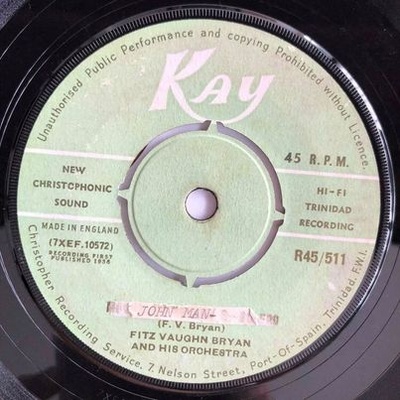 Unauthorised Public Performance and copying Prohibited without Licence.
KAY
NEW
CHRISTOPHONIC
SOUND
45 R.P.M.
HI-FI
TRINIDAD
RECORDING
MADE IN ENGLAND
(7XEF.10572)
RECORDING FIRST
PUBLISHED 1956
R45/511
JOHN MAN-
(F. V. Bryan)
FITZ VAUGHN BRYAN
AND HIS ORCHESTRA
Christopher Recording Service. 7 Nelson Street, Port-Of-Spain, Trinidad. F.W.I.